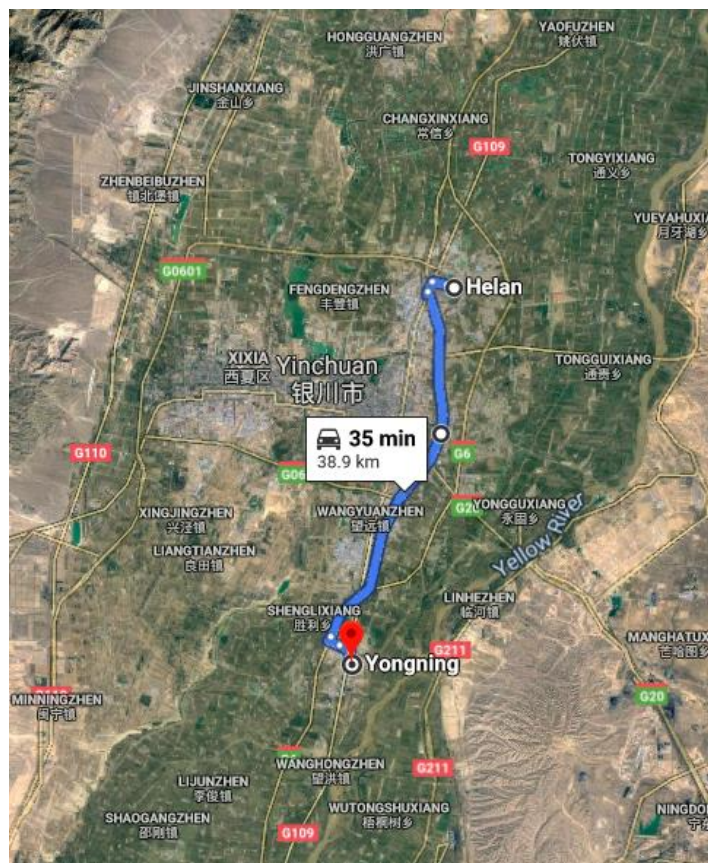 YAOFUZHEN
姚伏镇
HONGGUANGZHEN
洪广镇
JINSHANXIANG
金山乡
CHANGXINXIANG
常信乡
G109
TONGYIXIANG
通义乡
ZHENBEIBUZHEN
镇北堡镇
YUEYAHUXIA
月牙湖乡
G0601
FENGDENGZHEN
丰登镇
Helan
XIXIA
西夏区
Yinchuan
银川市
TONGGUIXIANG
通贵乡
35 min
38.9 km
G110
G6
G06
XINGJINGZHEN
兴泾镇
WANGYUANZHEN
望远镇
G20
YONGGUXIANG
永固乡
Yellow River
LIANGTIANZHEN
良田镇
LINHEZHEN
临河镇
SHENGLIXIANG
胜利乡
G211
MANGHATUX
芒哈图乡
Yongning
G20
MINNINGZHEN
闽宁镇
WANGHONGZHEN
望洪镇
G211
LIJUNZHEN
李俊镇
WUTONGSHUXIANG
梧桐树乡
SHAOGANGZHEN
邵刚镇
G109
NINGDO
宁东